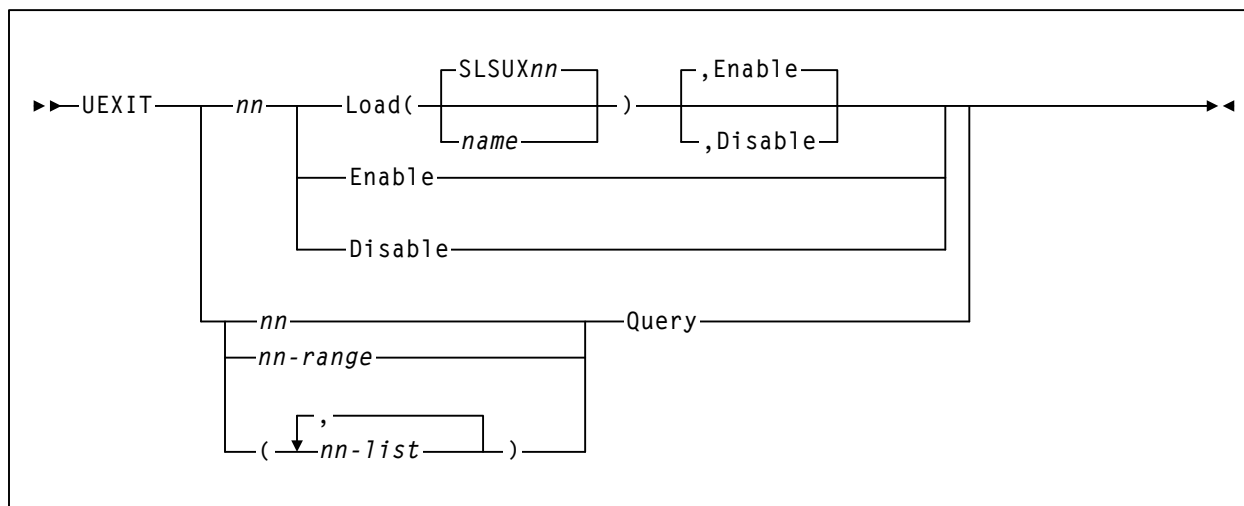 SLSUXnn ,Enable
UEXIT nn Load( )
name ,Disable
Enable
Disable
nn Query
nn-range
,
( nn-list )